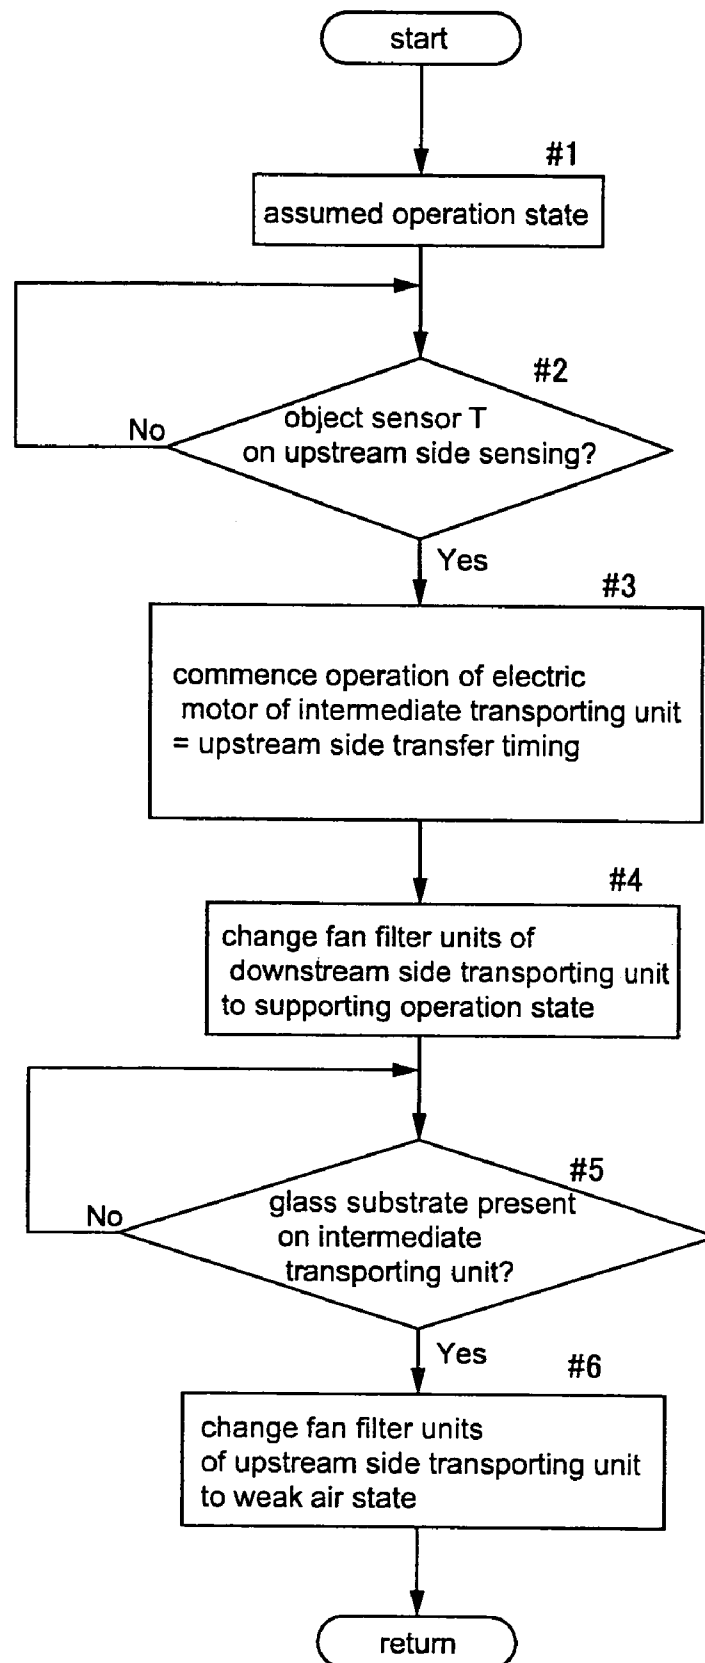 start
#1
assumed operation state
#2
object sensor T
on upstream side sensing?
No
Yes
#3
commence operation of electric
motor of intermediate transporting unit
= upstream side transfer timing
#4
change fan filter units of
downstream side transporting unit
to supporting operation state
#5
glass substrate present
on intermediate
transporting unit?
No
Yes
#6
change fan filter units
of upstream side transporting unit
to weak air state
return